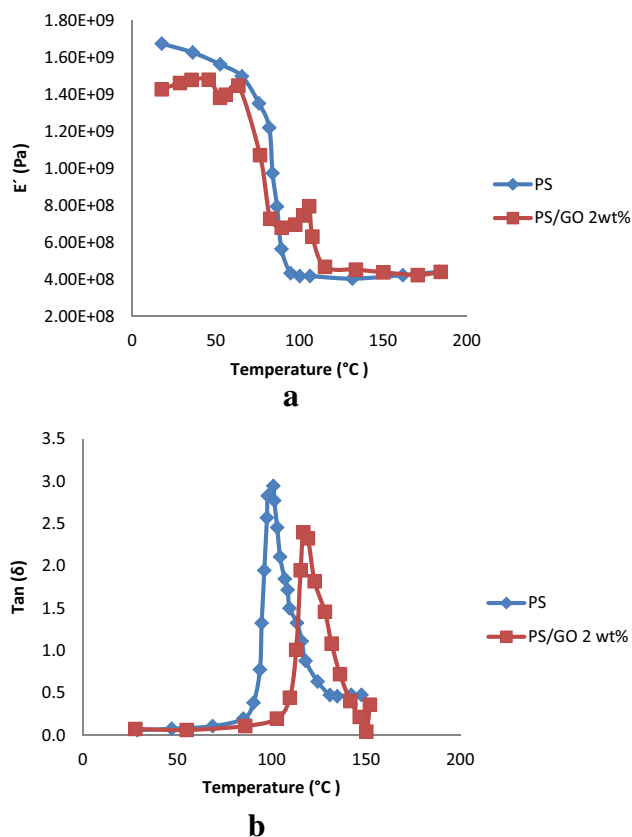 1.80E+09
1.60E+09
1.40E+09
1.20E+09
1.00E+09
8.00E+08
6.00E+08
4.00E+08
2.00E+08
E′ (Pa)
0 50 100 150 200
Temperature (°C )
PS
PS/GO 2wt%
a
3.5
3.0
2.5
2.0
1.5
1.0
0.5
0.0
Tan (δ)
0 50 100 150 200
Temperature (°C )
PS
PS/GO 2 wt%
b